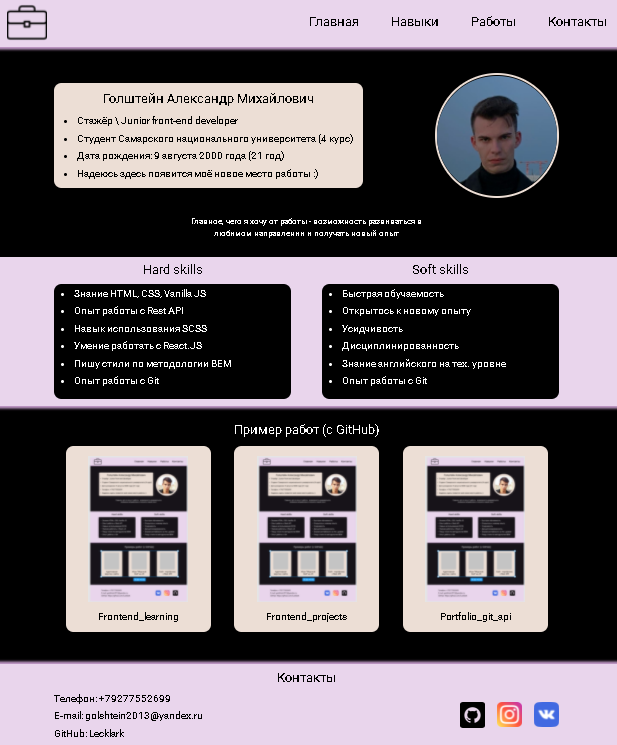 Главная Навыки Работы Контакты
Голштейн Александр Михайлович
Стажёр \ Junior front-end developer
Студент Самарского национального университета (4 курс)
Дата рождения: 9 августа 2000 года (21 год)
Надеюсь здесь появится моё новое место работы :)
Главное, чего я хочу от работы - возможность развиваться в
любимом направлении и получать новый опыт
Hard skills
Знание HTML, CSS, Vanilla JS
Опыт работы с Rest API
Навык использования SCSS
Умение работать с React.JS
Пишу стили по методологии BEM
Опыт работы с Git
Soft skills
Быстрая обучаемость
Открытось к новому опыту
Усидчивость
Дисциплинированность
Знание английского на тех. уровне
Опыт работы с Git
Пример работ (с GitHub)
Frontend_learning
Frontend_projects
Portfolio_git_api
Контакты
Телефон: +79277552699
E-mail: golshtein2013@yandex.ru
GitHub: Lecklark